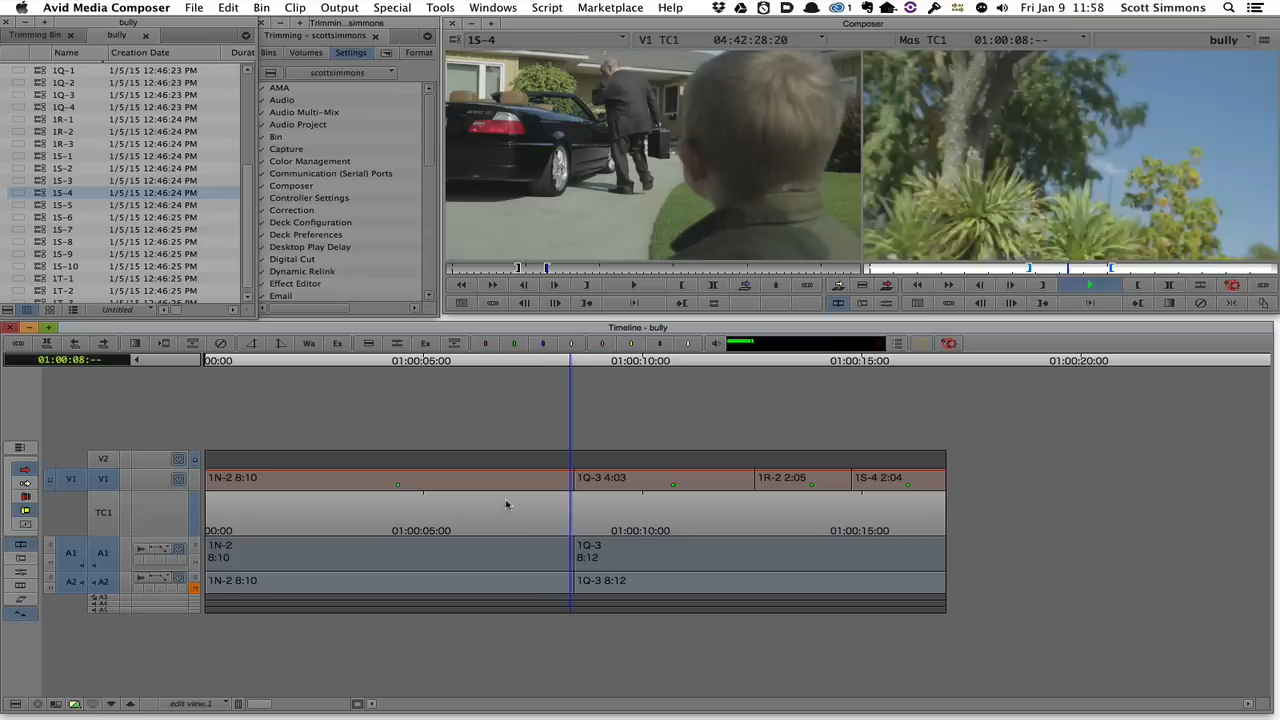 Avid Media Composer File Edit Bin Clip Output Special Tools Windows Script Marketplace Help Fri Jan 9 11:58 Scott Simmons
bully
Trimming Bin bully
Name Creation Date Durat
1Q-1 1/5/15 12:46:23 PM
1Q-2 1/5/15 12:46:23 PM
1Q-3 1/5/15 12:46:23 PM
1Q-4 1/5/15 12:46:23 PM
1R-1 1/5/15 12:46:24 PM
1R-2 1/5/15 12:46:24 PM
1R-3 1/5/15 12:46:24 PM
1S-1 1/5/15 12:46:24 PM
1S-2 1/5/15 12:46:24 PM
1S-3 1/5/15 12:46:24 PM
1S-4 1/5/15 12:46:24 PM
1S-5 1/5/15 12:46:24 PM
1S-6 1/5/15 12:46:25 PM
1S-7 1/5/15 12:46:25 PM
1S-8 1/5/15 12:46:25 PM
1S-9 1/5/15 12:46:25 PM
1S-10 1/5/15 12:46:25 PM
1T-1 1/5/15 12:46:25 PM
1T-2 1/5/15 12:46:25 PM
1T-3 1/5/15 12:46:26 PM
Untitled
Trimming...simmons
Trimming - scottsimmons
Bins Volumes Settings Format
scottsimmons
AMA
Audio
Audio Multi-Mix
Audio Project
Bin
Capture
Color Management
Communication (Serial) Ports
Composer
Controller Settings
Correction
Deck Configuration
Deck Preferences
Desktop Play Delay
Digital Cut
Dynamic Relink
Effect Editor
Email
Composer
1S-4 V1 TC1 04:42:28:20 Mas TC1 01:00:08:-- bully
Timeline - bully
Wa Ex Ex
01:00:08:-- 00:00 01:00:05:00 01:00:10:00 01:00:15:00 01:00:20:00
V2
V1 V1 1N-2 8:10 1Q-3 4:03 1R-2 2:05 1S-4 2:04
TC1
00:00 01:00:05:00 01:00:10:00 01:00:15:00
A1 A1 1N-2 8:10 1Q-3 8:12
A2 A2 1N-2 8:10 1Q-3 8:12
A3
A4
A5
edit view.1